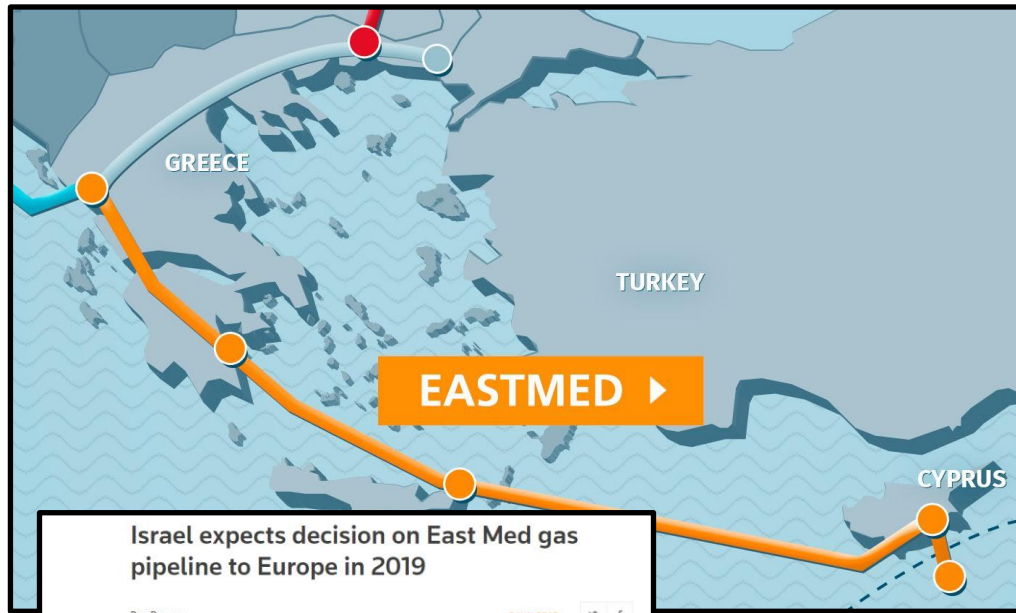 GREECE
TURKEY
EASTMED
CYPRUS
Israel expects decision on East Med gas
pipeline to Europe in 2019